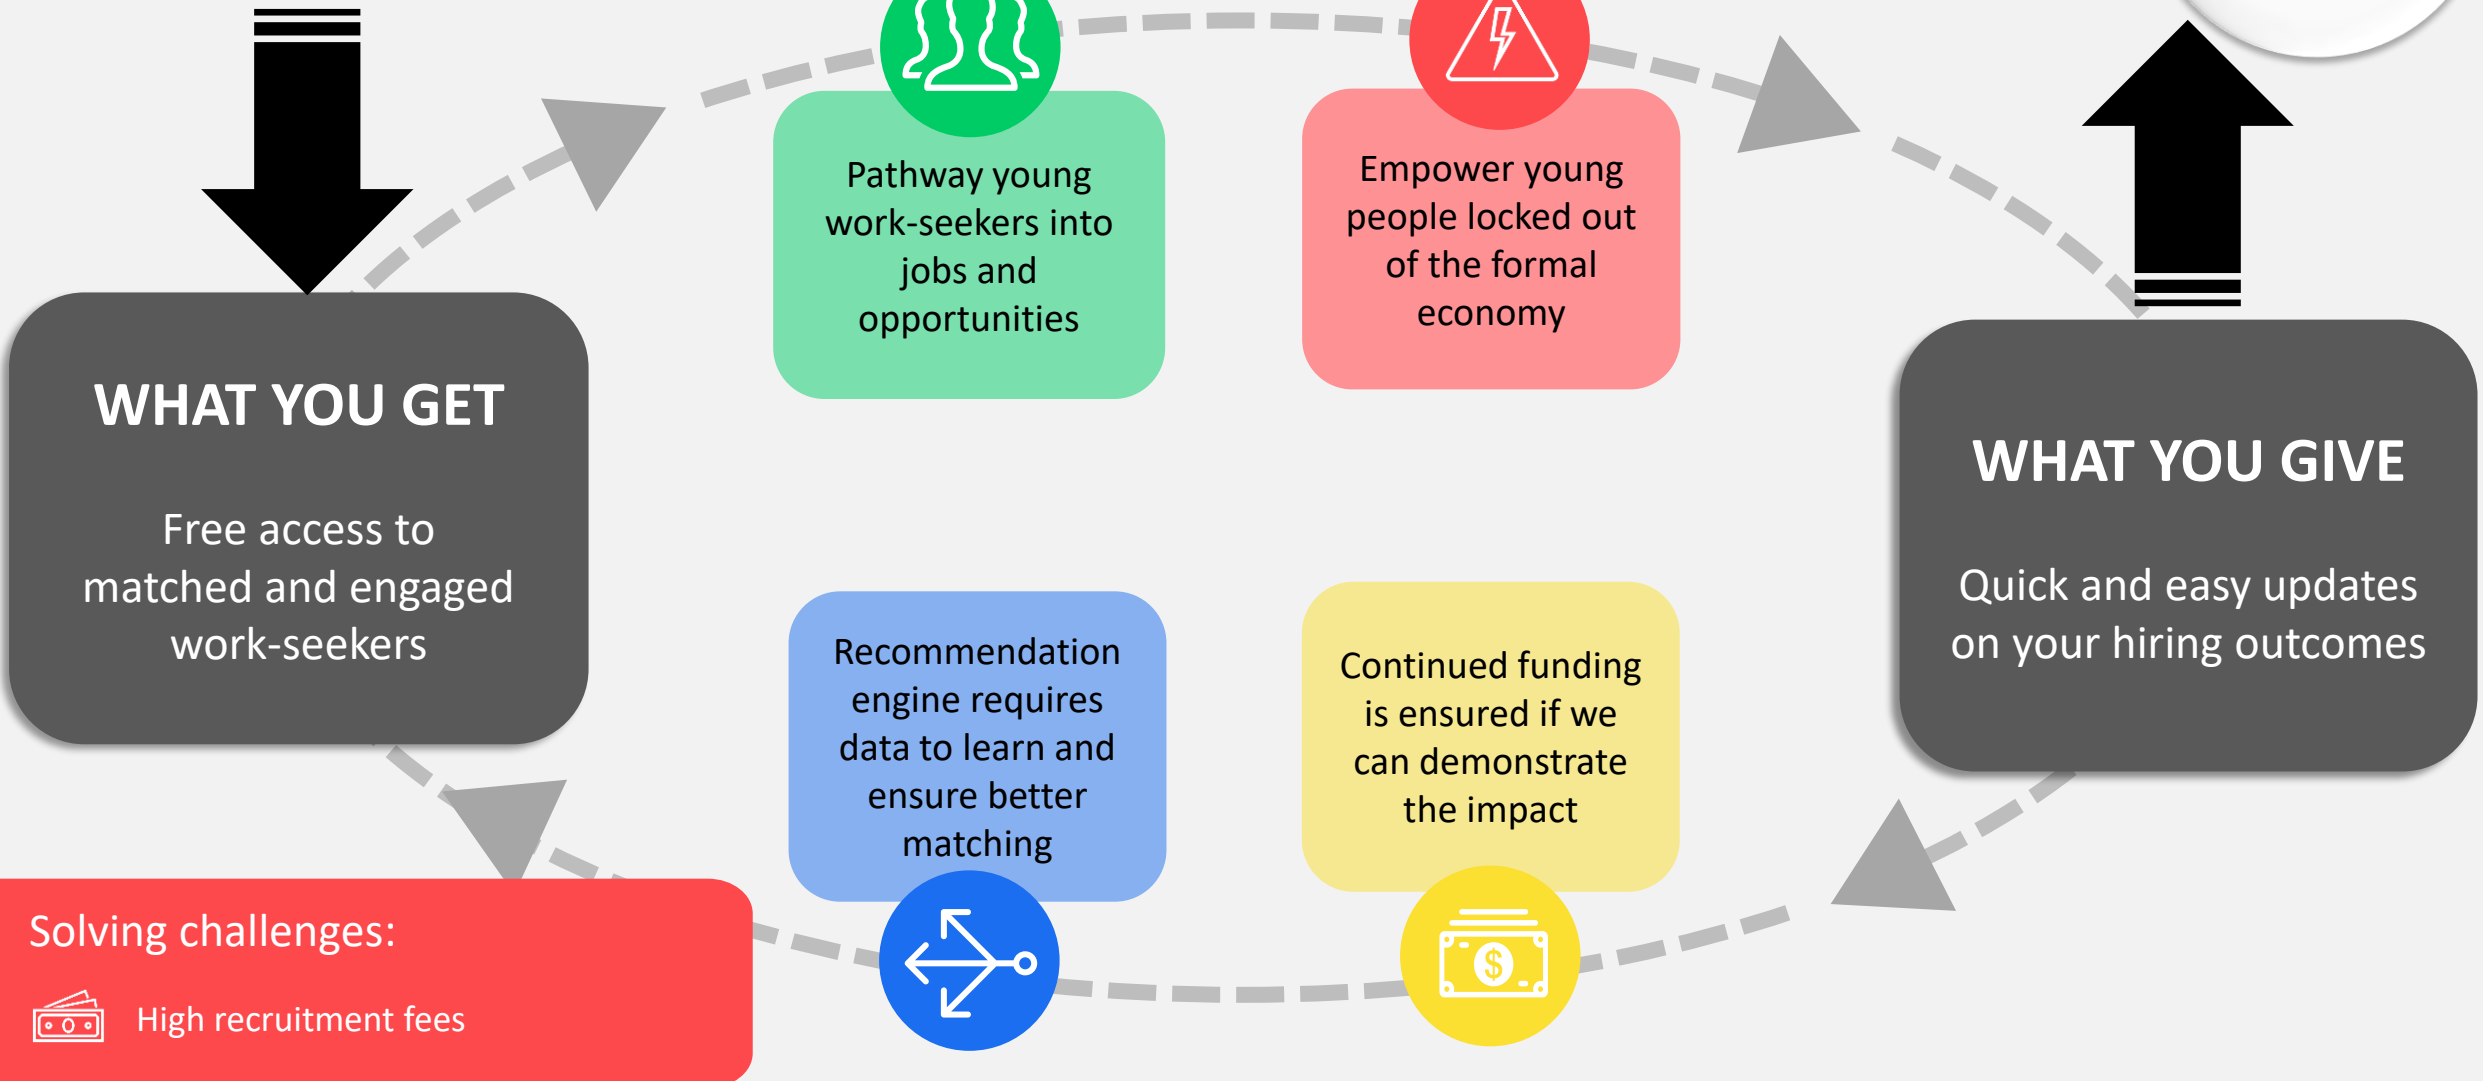 Pathway young
work-seekers into
jobs and
opportunities
Empower young
people locked out
of the formal
economy
WHAT YOU GET
Free access to
matched and engaged
work-seekers
WHAT YOU GIVE
Quick and easy updates
on your hiring outcomes
Recommendation
engine requires
data to learn and
ensure better
matching
Continued funding
is ensured if we
can demonstrate
the impact
$
Solving challenges:
High recruitment fees